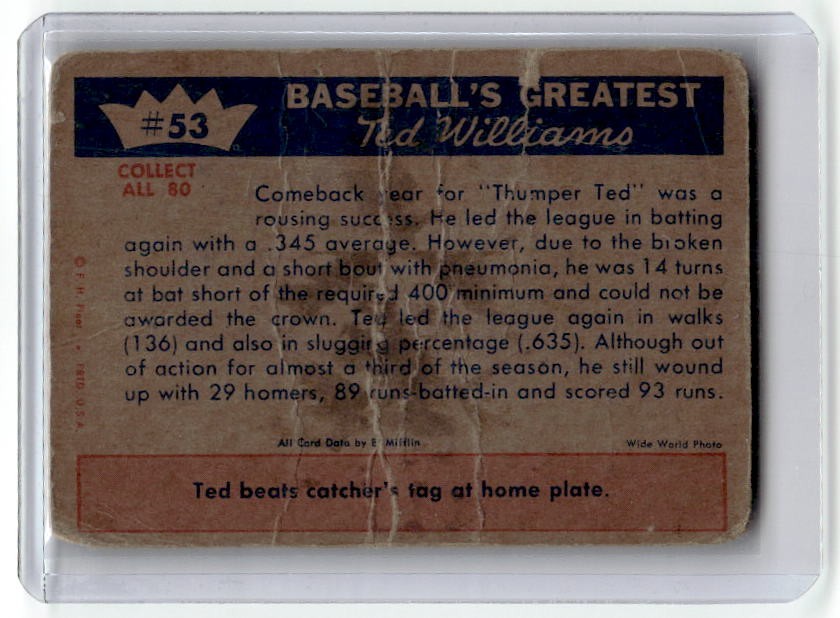 #53
BASEBALL'S GREATEST
Ted Williams
COLLECT
ALL 80
Comeback year for "Thumper Ted" was a
rousing success. He led the league in batting
again with a .345 average. However, due to the broken
shoulder and a short bout with pneumonia, he was 14 turns
at bat short of the required 400 minimum and could not be
awarded the crown. Ted led the league again in walks
(136) and also in slugging percentage (.635). Although out
of action for almost a third of the season, he still wound
up with 29 homers, 89 runs-batted-in and scored 93 runs.
© F. H. Fleer • PRTD U.S.A.
All Card Data by E. Mifflin
Wide World Photo
Ted beats catcher's tag at home plate.